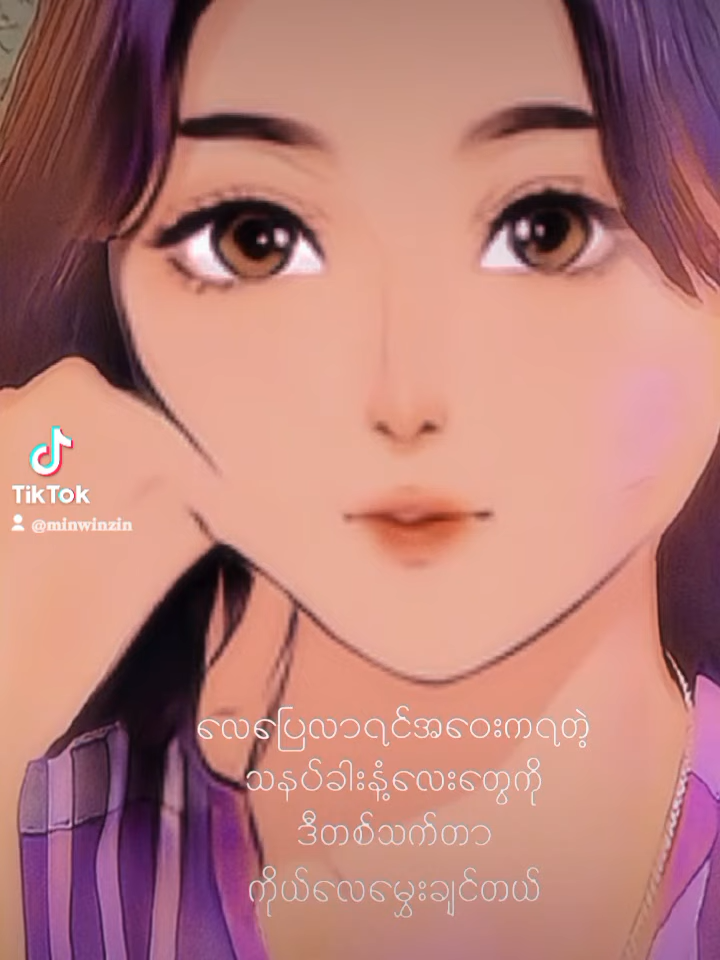 TikTok
@minwinzin
လေပြေလာရင်အဝေးကရတဲ့
သနပ်ခါးနံ့လေးတွေကို
ဒီတစ်သက်တာ
ကိုယ်လေမွှေးချင်တယ်